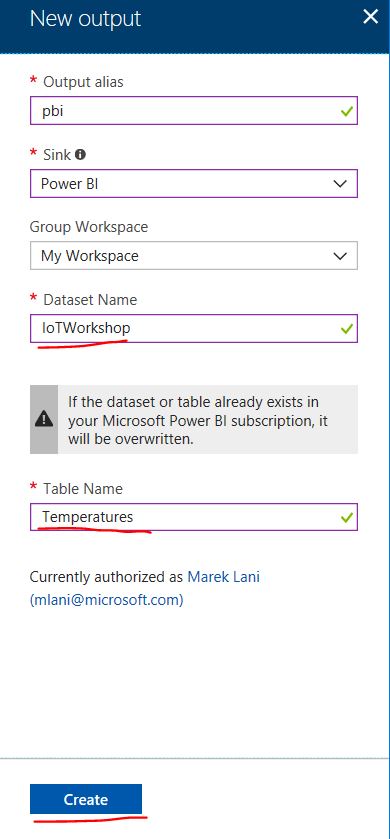 New output
* Output alias
pbi
* Sink
Power BI
Group Workspace
My Workspace
* Dataset Name
IoTWorkshop
If the dataset or table already exists in
your Microsoft Power BI subscription, it
will be overwritten.
* Table Name
Temperatures
Currently authorized as Marek Lani
(mlani@microsoft.com)
Create